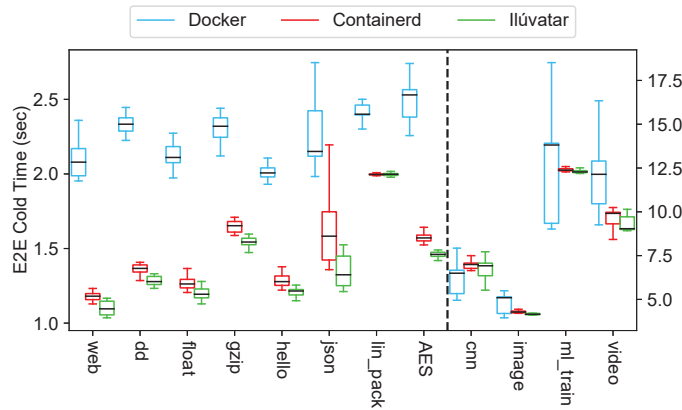 Docker Containerd Ilúvatar
E2E Cold Time (sec)
2.5
2.0
1.5
1.0
17.5
15.0
12.5
10.0
7.5
5.0
web
dd
float
gzip
hello
json
lin_pack
AES
cnn
image
ml_train
video